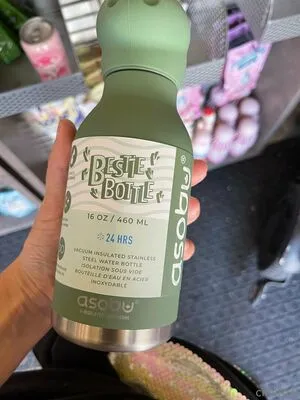 BESTIE
BOTTLE
16 OZ / 460 ML
24 HRS
VACUUM INSULATED STAINLESS
STEEL WATER BOTTLE
ISOLATION SOUS VIDE
BOUTEILLE D'EAU EN ACIER
INOXYDABLE
asobu®
asobu®